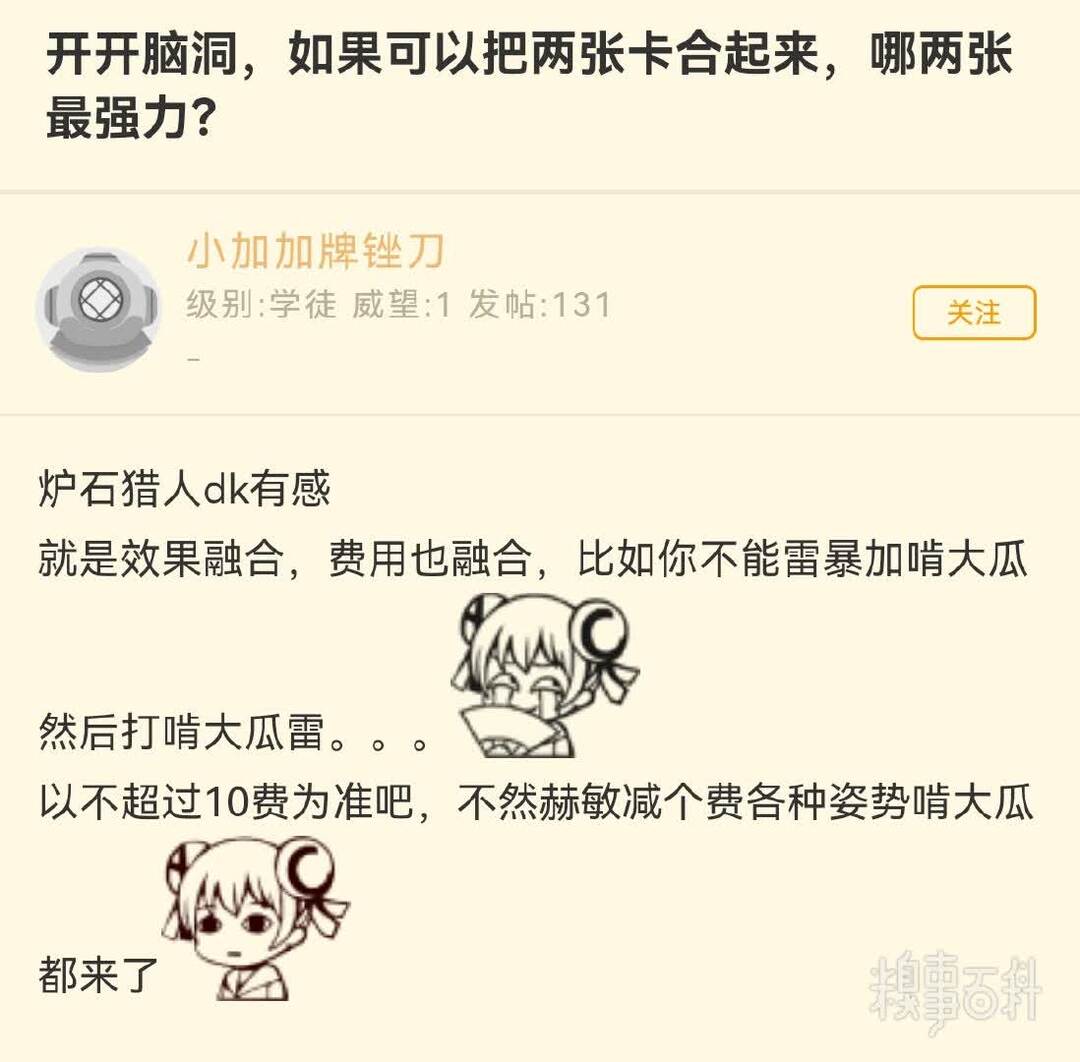 开开脑洞，如果可以把两张卡合起来，哪两张
最强力？
小加加牌锉刀
级别:学徒 威望:1 发帖:131
关注
–
炉石猎人dk有感
就是效果融合，费用也融合，比如你不能雷暴加啃大瓜
然后打啃大瓜雷。。。
以不超过10费为准吧，不然赫敏减个费各种姿势啃大瓜
都来了
糗事百科